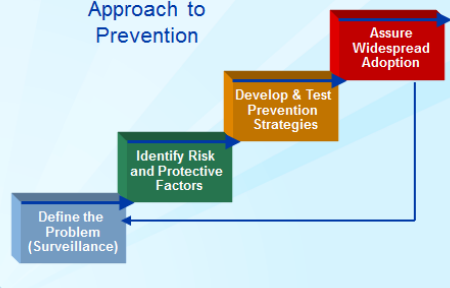 Approach to
Prevention
Assure
Widespread
Adoption
Develop & Test
Prevention
Strategies
Identify Risk
and Protective
Factors
Define the
Problem
(Surveillance)